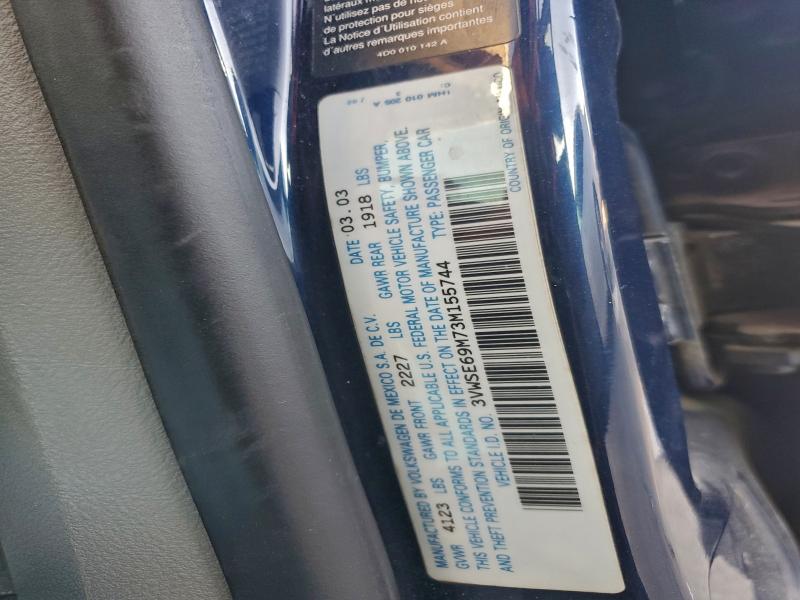 latéraux
N'utilisez pas de
de protection pour sièges
La Notice d'Utilisation contient
d'autres remarques importantes
4D0 010 142 A
1HM 010 205 A
MANUFACTURED BY VOLKSWAGEN DE MEXICO S.A. DE C.V. DATE 03.03
GVWR 4123 LBS GAWR FRONT 2227 LBS GAWR REAR 1918 LBS
THIS VEHICLE CONFORMS TO ALL APPLICABLE U.S. FEDERAL MOTOR VEHICLE SAFETY, BUMPER,
AND THEFT PREVENTION STANDARDS IN EFFECT ON THE DATE OF MANUFACTURE SHOWN ABOVE.
VEHICLE I.D. NO. 3VWSE69M73M155744 TYPE: PASSENGER CAR
COUNTRY OF